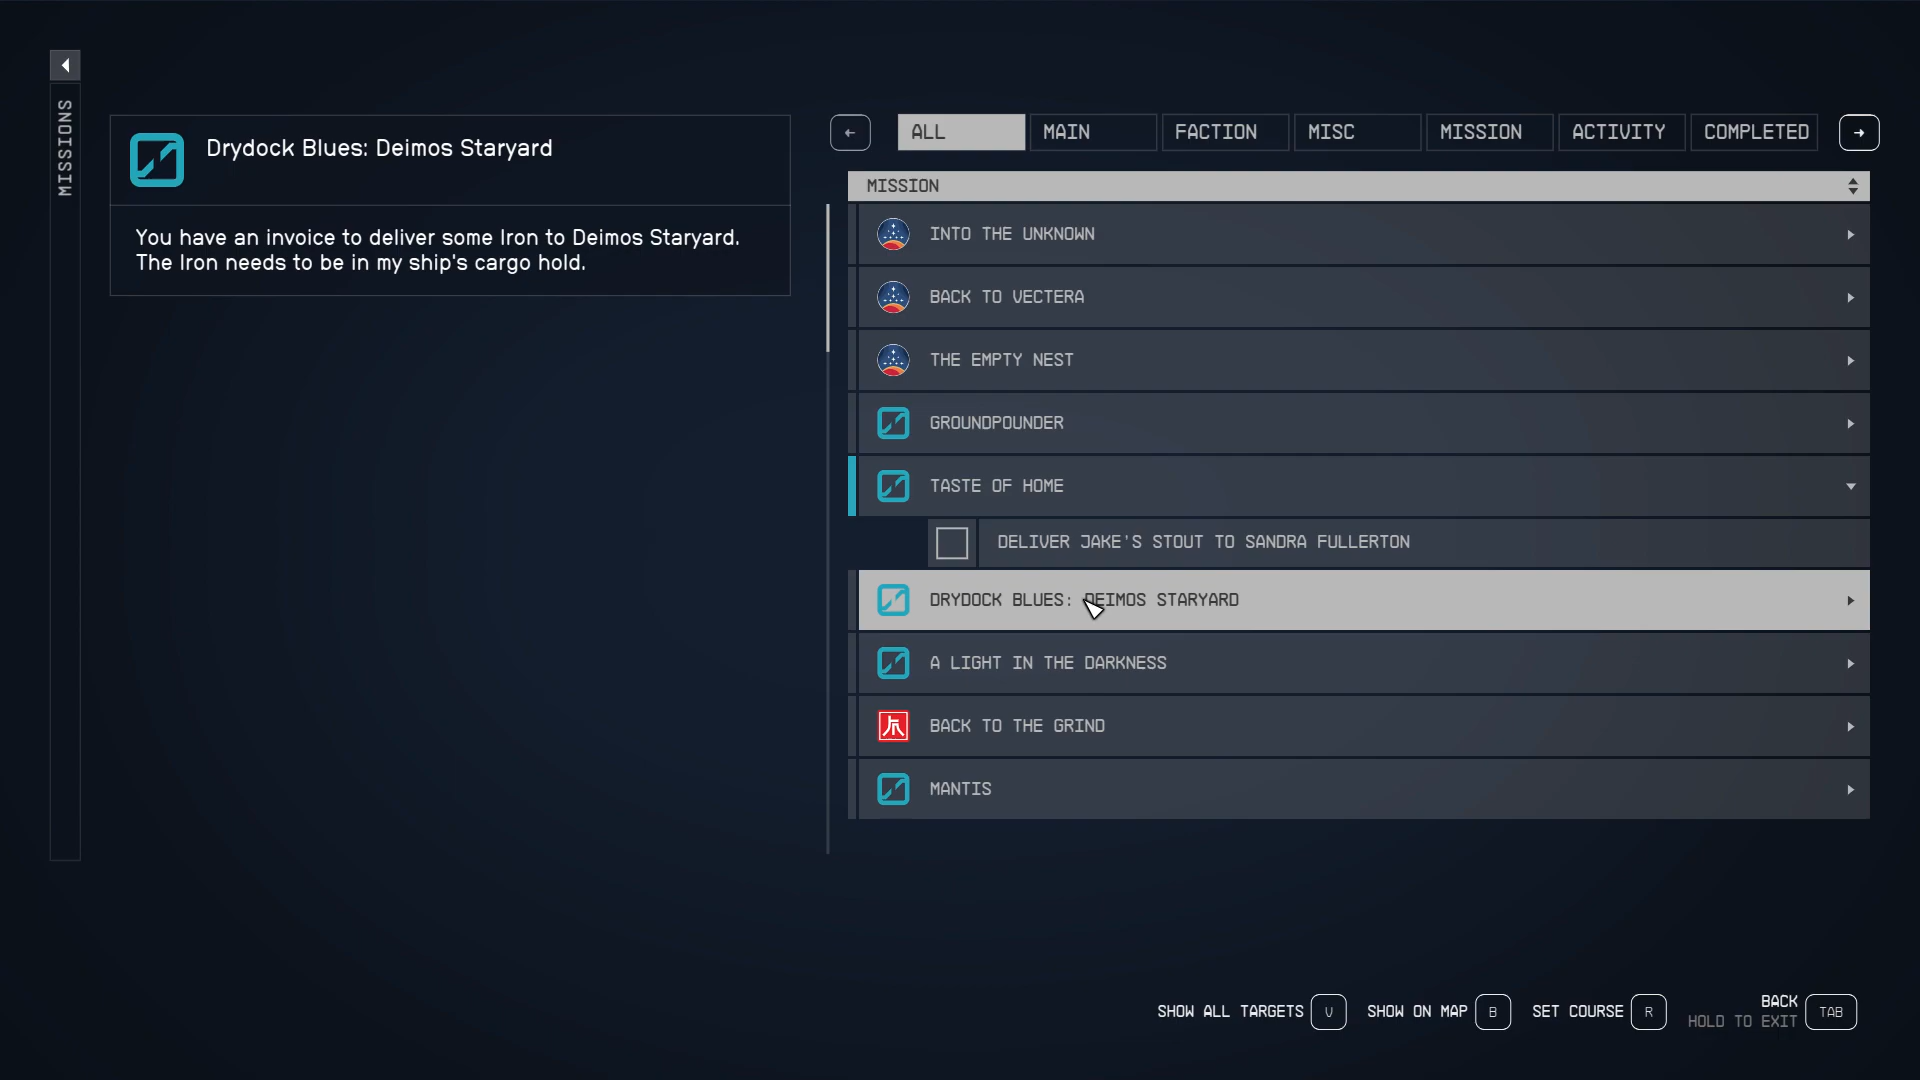 MISSIONS
Drydock Blues: Deimos Staryard
You have an invoice to deliver some Iron to Deimos Staryard.
The Iron needs to be in my ship's cargo hold.
ALL
MAIN
FACTION
MISC
MISSION
ACTIVITY
COMPLETED
MISSION
INTO THE UNKNOWN
BACK TO VECTERA
THE EMPTY NEST
GROUNDPOUNDER
TASTE OF HOME
DELIVER JAKE'S STOUT TO SANDRA FULLERTON
DRYDOCK BLUES: DEIMOS STARYARD
A LIGHT IN THE DARKNESS
BACK TO THE GRIND
MANTIS
SHOW ALL TARGETS V
SHOW ON MAP B
SET COURSE R
BACK TAB
HOLD TO EXIT